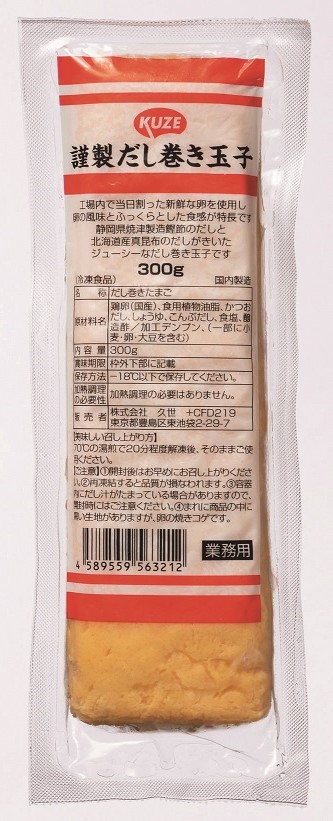 KUZE
謹製だし巻き玉子
工場内で当日割った新鮮な卵を使用し
卵の風味とふっくらとした食感が特長です
静岡県焼津製造鰹節のだしと
北海道産真昆布のだしがきいた
ジューシーなだし巻き玉子です
300g
(冷凍食品) 国内製造
名称 だし巻きたまご
原材料名 鶏卵(国産)、食用植物油脂、かつお
だし、しょうゆ、こんぶだし、食塩、醸
造酢/加工デンプン、(一部に小
麦・卵・大豆を含む)
内容量 300g
賞味期限 枠外下部に記載
保存方法 -18℃以下で保存してください。
加熱調理の必要性 加熱調理の必要はありません。
販売者 株式会社 久世 +CFD219
東京都豊島区東池袋2-29-7
【美味しい召し上がり方】
70℃の湯煎で20分程度解凍後、そのままご使
用ください。
【ご注意】①開封後はお早めにお召し上がりくださ
い。②再凍結すると品質が損なわれます。③包装
内にだし汁がたまっている場合がありますので、
開封時にはご注意ください。④まれに商品の中に
黒い生地がありますが、卵の焼きコゲです。
4 589559 563212
業務用